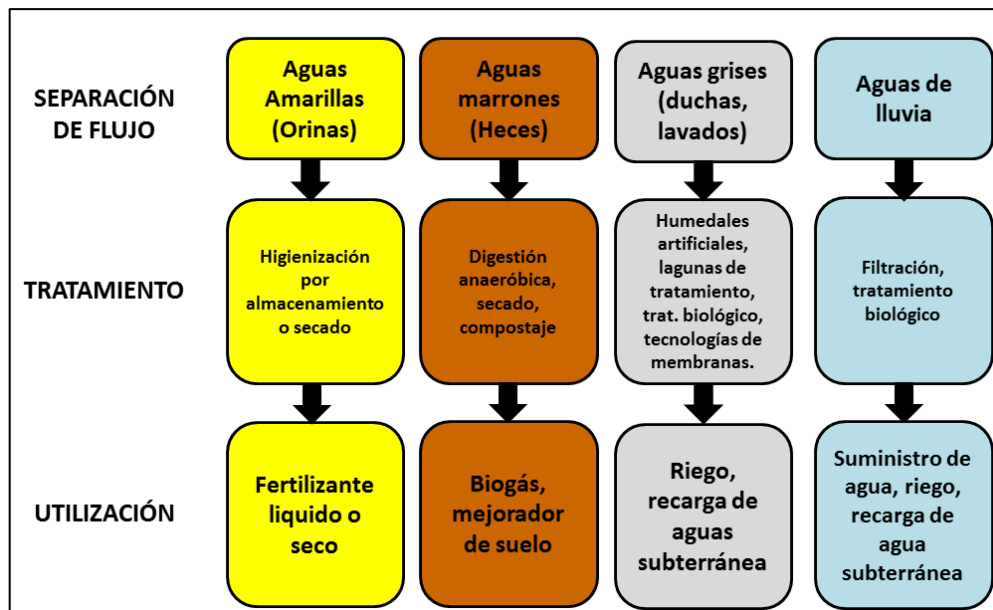 SEPARACIÓN
DE FLUJO
Aguas
Amarillas
(Orinas)
Aguas
marrones
(Heces)
Aguas grises
(duchas,
lavados)
Aguas de
lluvia
TRATAMIENTO
Higienización
por
almacenamiento
o secado
Digestión
anaeróbica,
secado,
compostaje
Humedales
artificiales,
lagunas de
tratamiento,
trat. biológico,
tecnologías de
membranas.
Filtración,
tratamiento
biológico
UTILIZACIÓN
Fertilizante
liquido o
seco
Biogás,
mejorador
de suelo
Riego,
recarga de
aguas
subterránea
Suministro de
agua, riego,
recarga de
agua
subterránea